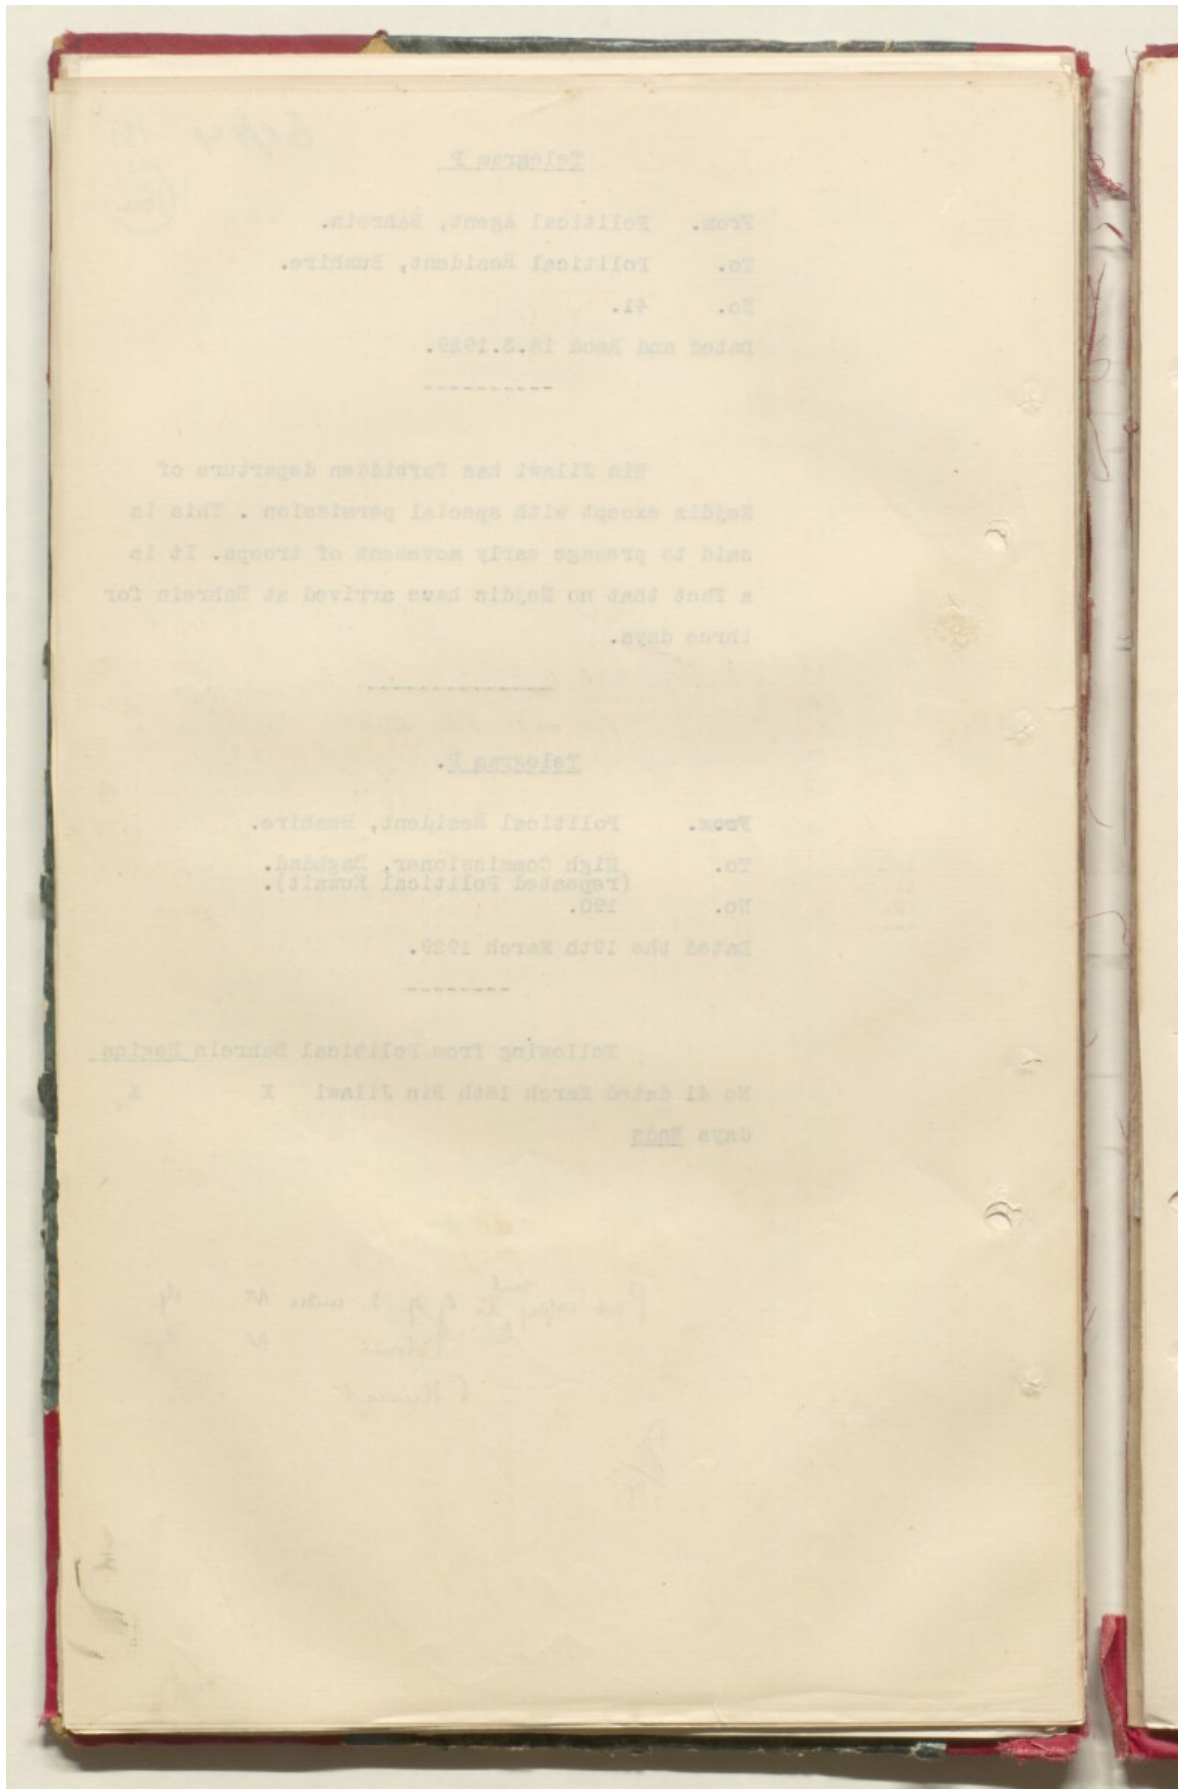 Telegram P
From. Political Agent, Bahrein.
To. Political Resident, Bushire.
No. 41.
Dated and Recd 18.3.1929.
Bin Jilawi has forbidden departure of
Nejdis except with special permission . This is
said to presage early movement of troops. It is
a fact that no Nejdis have arrived at Bahrein for
three days.
Telegram P.
From. Political Resident, Bushire.
To. High Commissioner, Baghdad.
(repeated Political Kuwait).
No. 190.
Dated the 19th March 1929.
Following from Political Bahrein Begins
No 41 dated March 18th Bin Jilawi X X,
days Ends